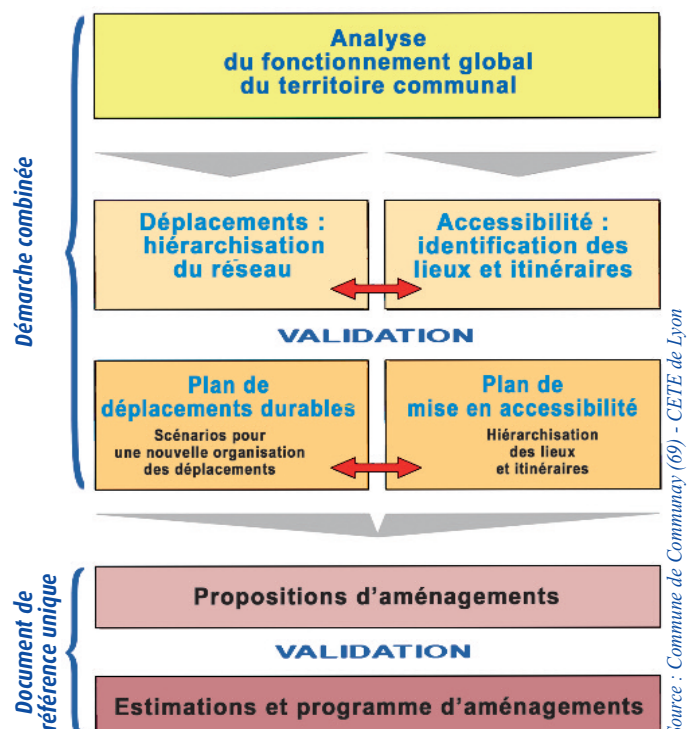 Démarche combinée
Analyse
du fonctionnement global
du territoire communal
Déplacements :
hiérarchisation
du réseau
Accessibilité :
identification des
lieux et itinéraires
VALIDATION
Plan de
déplacements durables
Scénarios pour
une nouvelle organisation
des déplacements
Plan de
mise en accessibilité
Hiérarchisation
des lieux
et itinéraires
Document de
référence unique
Propositions d’aménagements
VALIDATION
Estimations et programme d’aménagements
Source : Commune de Communay (69) - CETE de Lyon